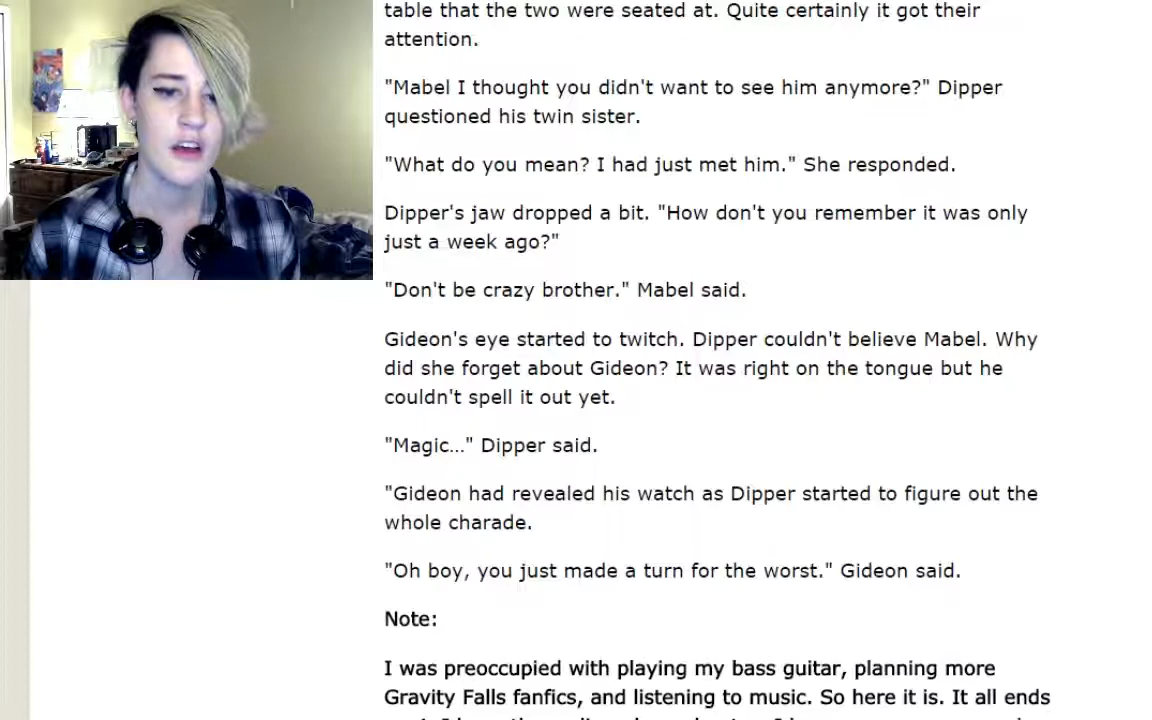 table that the two were seated at. Quite certainly it got their
attention.
"Mabel I thought you didn't want to see him anymore?" Dipper
questioned his twin sister.
"What do you mean? I had just met him." She responded.
Dipper's jaw dropped a bit. "How don't you remember it was only
just a week ago?"
"Don't be crazy brother." Mabel said.
Gideon's eye started to twitch. Dipper couldn't believe Mabel. Why
did she forget about Gideon? It was right on the tongue but he
couldn't spell it out yet.
"Magic..." Dipper said.
"Gideon had revealed his watch as Dipper started to figure out the
whole charade.
"Oh boy, you just made a turn for the worst." Gideon said.
Note:
I was preoccupied with playing my bass guitar, planning more
Gravity Falls fanfics, and listening to music. So here it is. It all ends